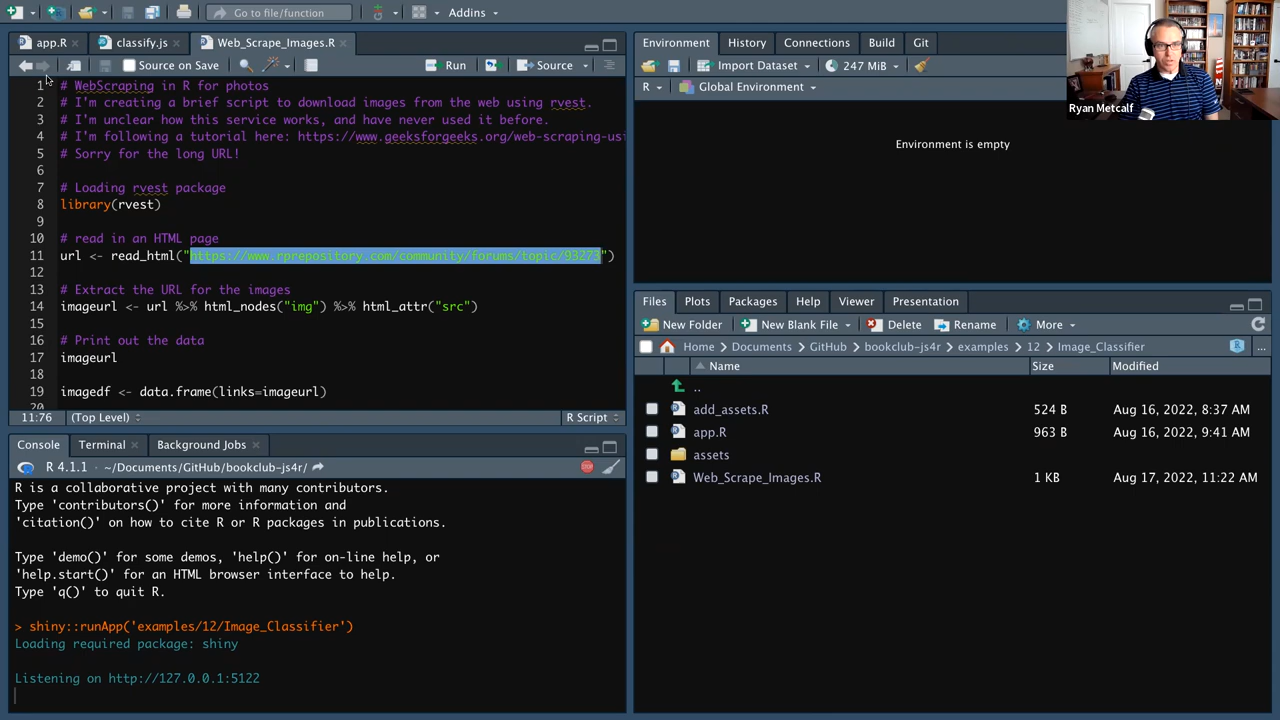 Go to file/function
Addins
app.R
classify.js
Web_Scrape_Images.R
Source on Save
Run
Source
1 # WebScraping in R for photos
2 # I'm creating a brief script to download images from the web using rvest.
3 # I'm unclear how this service works, and have never used it before.
4 # I'm following a tutorial here: https://www.geeksforgeeks.org/web-scraping-usi
5 # Sorry for the long URL!
6
7 # Loading rvest package
8 library(rvest)
9
10 # read in an HTML page
11 url <- read_html("https://www.rprepository.com/community/forums/topic/93273")
12
13 # Extract the URL for the images
14 imageurl <- url %>% html_nodes("img") %>% html_attr("src")
15
16 # Print out the data
17 imageurl
18
19 imagedf <- data.frame(links=imageurl)
20
11:76 (Top Level) R Script
Console Terminal Background Jobs
R 4.1.1 · ~/Documents/GitHub/bookclub-js4r/
R is a collaborative project with many contributors.
Type 'contributors()' for more information and
'citation()' on how to cite R or R packages in publications.
Type 'demo()' for some demos, 'help()' for on-line help, or
'help.start()' for an HTML browser interface to help.
Type 'q()' to quit R.
> shiny::runApp('examples/12/Image_Classifier')
Loading required package: shiny
Listening on http://127.0.0.1:5122
Environment History Connections Build Git
Import Dataset 247 MiB
R Global Environment
Environment is empty
Ryan Metcalf
Files Plots Packages Help Viewer Presentation
New Folder New Blank File Delete Rename More
Home Documents GitHub bookclub-js4r examples 12 Image_Classifier ...
Name Size Modified
..
add_assets.R 524 B Aug 16, 2022, 8:37 AM
app.R 963 B Aug 16, 2022, 9:41 AM
assets
Web_Scrape_Images.R 1 KB Aug 17, 2022, 11:22 AM